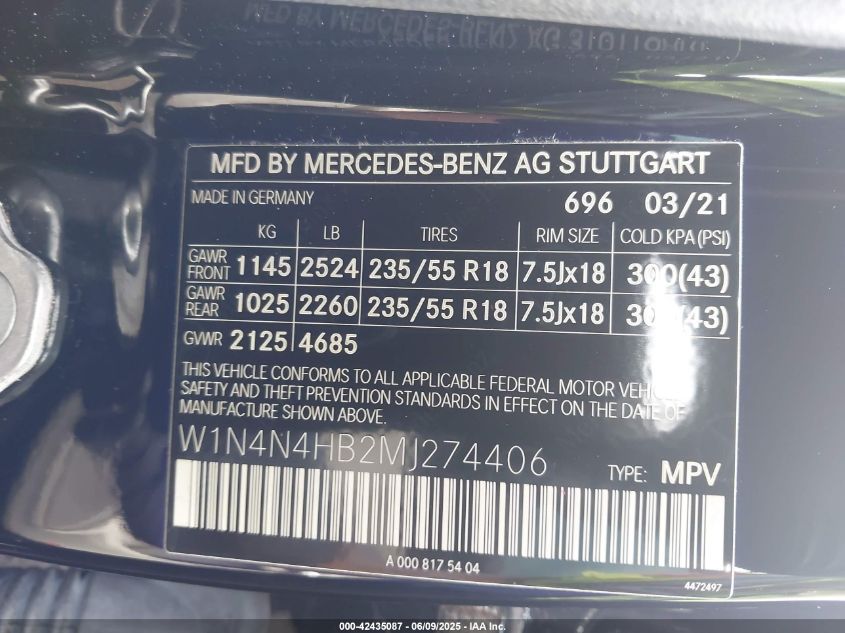 MFD BY MERCEDES-BENZ AG STUTTGART
MADE IN GERMANY 696 03/21
KG LB TIRES RIM SIZE COLD KPA (PSI)
GAWR FRONT 1145 2524 235/55 R18 7.5Jx18 300(43)
GAWR REAR 1025 2260 235/55 R18 7.5Jx18 300(43)
GVWR 2125 4685
THIS VEHICLE CONFORMS TO ALL APPLICABLE FEDERAL MOTOR VEHICLE
SAFETY AND THEFT PREVENTION STANDARDS IN EFFECT ON THE DATE OF
MANUFACTURE SHOWN ABOVE.
W1N4N4HB2MJ274406
TYPE: MPV
A 000 817 54 04
4472497
000-42435087 - 06/09/2025 - IAA Inc.